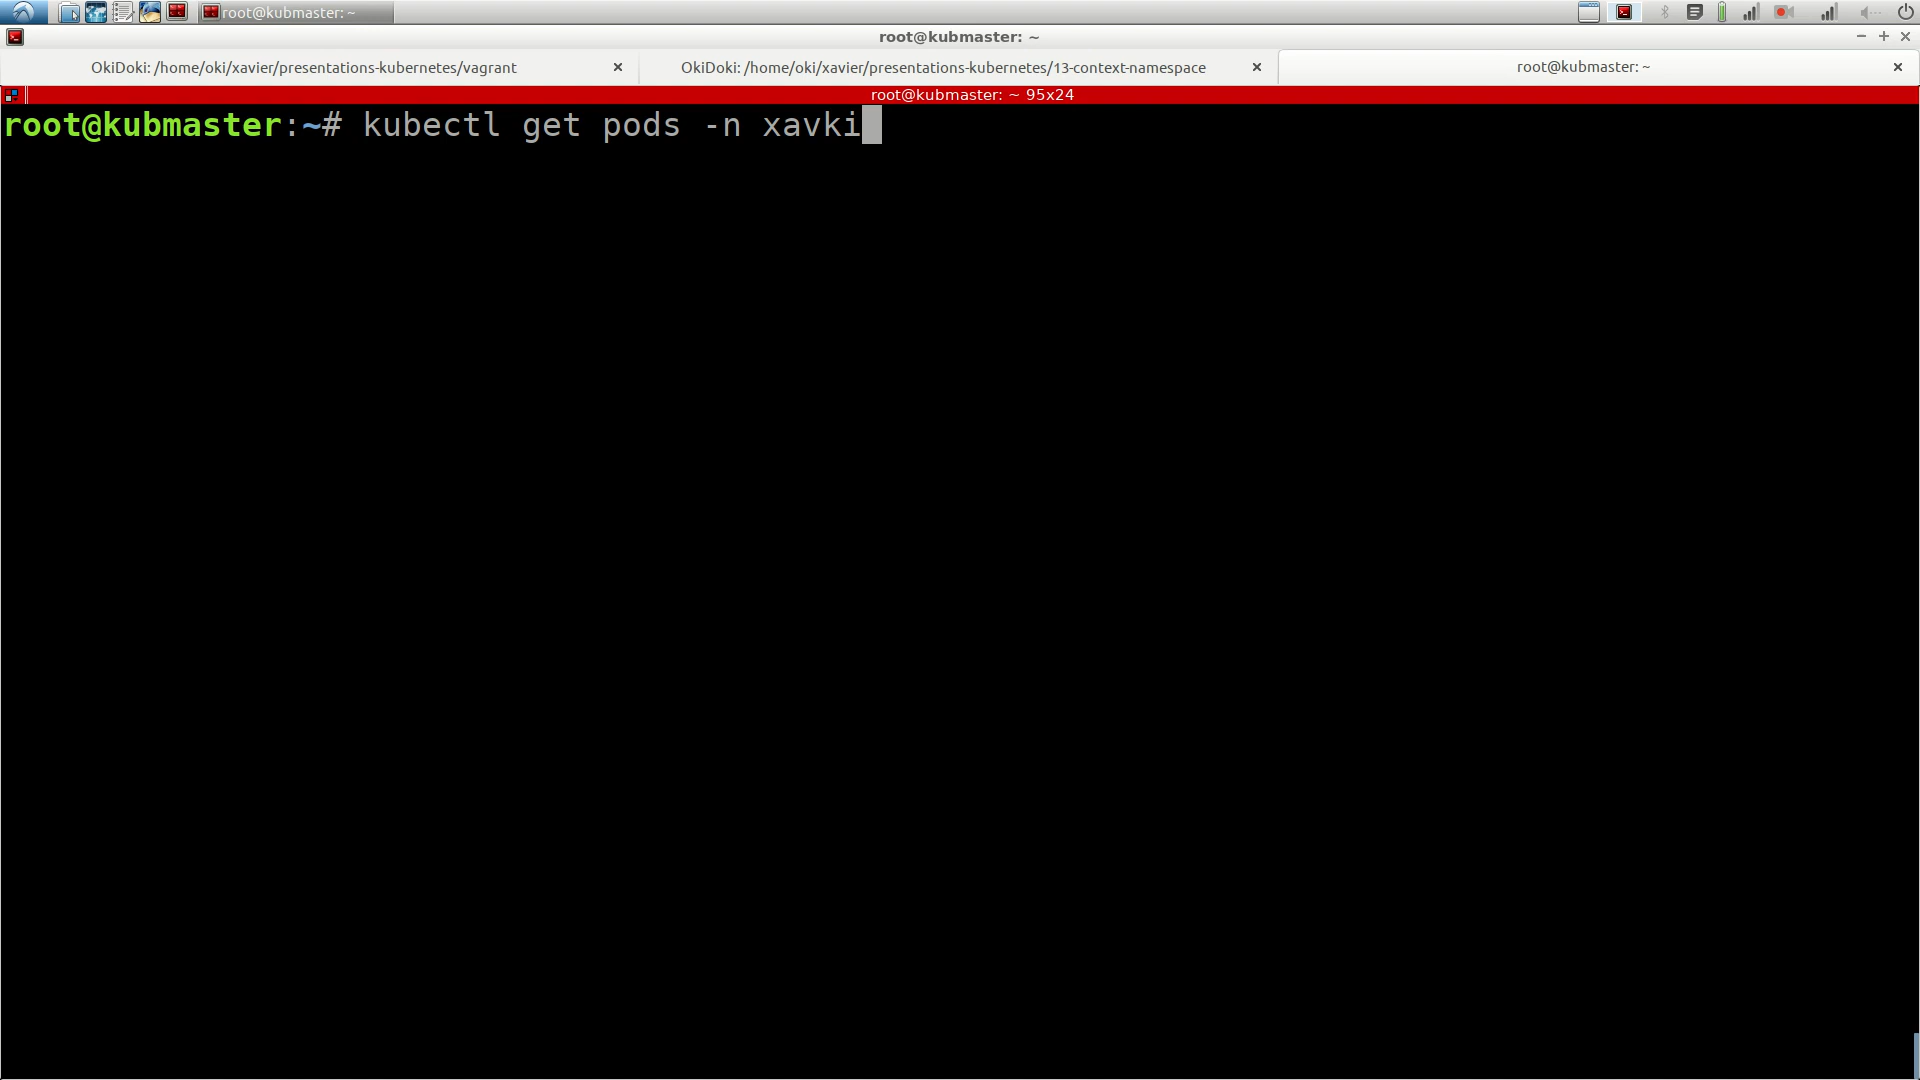 root@kubmaster: ~
root@kubmaster: ~
OkiDoki: /home/oki/xavier/presentations-kubernetes/vagrant
OkiDoki: /home/oki/xavier/presentations-kubernetes/13-context-namespace
root@kubmaster: ~
root@kubmaster: ~ 95x24
root@kubmaster:~# kubectl get pods -n xavki